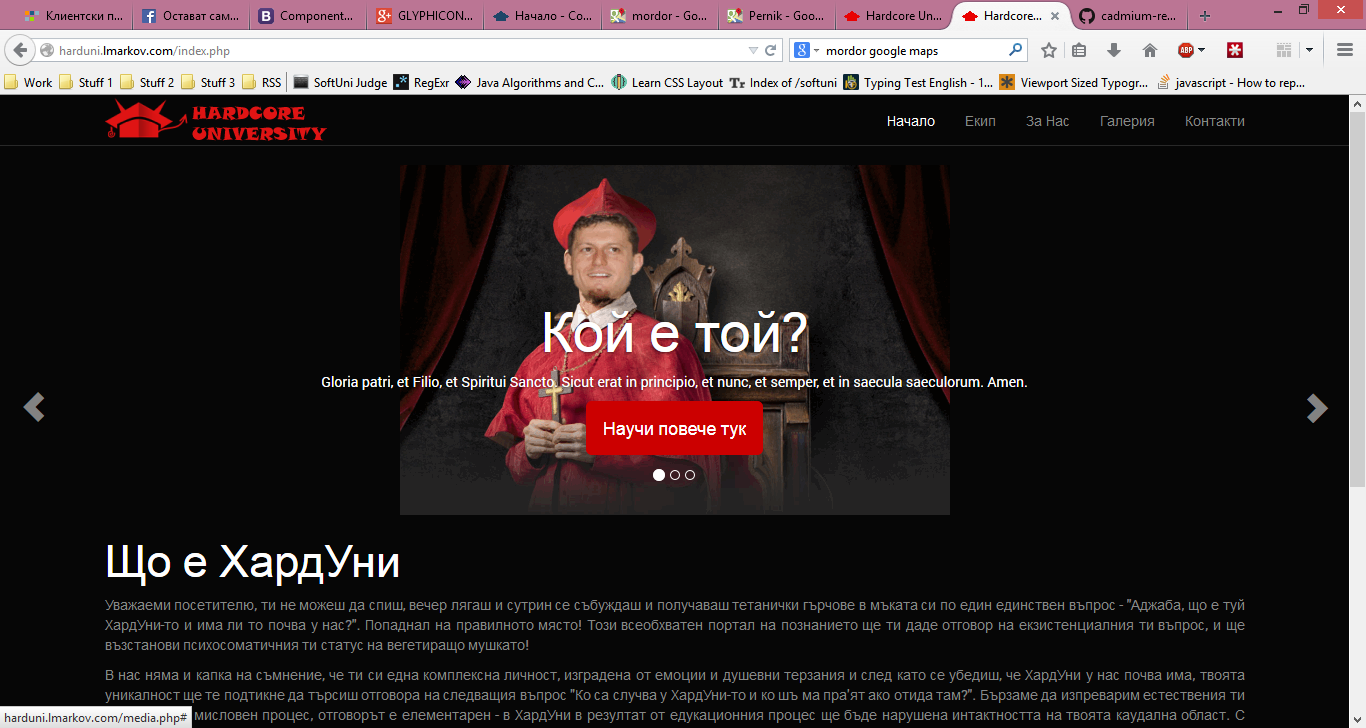 Клиентски п...
Остават сам...
Component...
GLYPHICON...
Начало - Со...
mordor - Go...
Pernik - Goo...
Hardcore Un...
Hardcore...
cadmium-re...
harduni.lmarkov.com/index.php
mordor google maps
ABP
Work
Stuff 1
Stuff 2
Stuff 3
RSS
SoftUni Judge
RegExr
Java Algorithms and C...
Learn CSS Layout
Tr Index of /softuni
Typing Test English - 1...
Viewport Sized Typogr...
javascript - How to rep...
HARDCORE
UNIVERSITY
Начало
Екип
За Нас
Галерия
Контакти
Кой е той?
Gloria patri, et Filio, et Spiritui Sancto. Sicut erat in principio, et nunc, et semper, et in saecula saeculorum. Amen.
Научи повече тук
Що е ХардУни
Уважаеми посетителю, ти не можеш да спиш, вечер лягаш и сутрин се събуждаш и получаваш тетанички гърчове в мъката си по един единствен въпрос - "Аджаба, що е туй
ХардУни-то и има ли то почва у нас?". Попаднал на правилното място! Този всеобхватен портал на познанието ще ти даде отговор на екзистенциалния ти въпрос, и ще
възстанови психосоматичния ти статус на вегетиращо мушкато!
В нас няма и капка на съмнение, че ти си една комплексна личност, изградена от емоции и душевни терзания и след като се убедиш, че ХардУни у нас почва има, твоята
уникалност ще те подтикне да търсиш отговора на следващия въпрос "Ко са случва у ХардУни-то и ко шъ ма пра'ят ако отида там?". Бързаме да изпреварим естествения ти
мисловен процес, отговорът е елементарен - в ХардУни в резултат от едукационния процес ще бъде нарушена интактността на твоята каудална област. С
harduni.lmarkov.com/media.php#